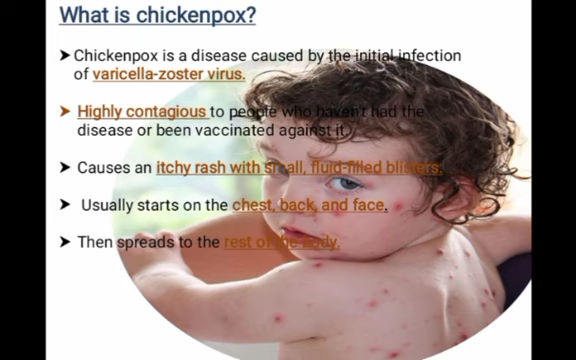 What is chickenpox?
➤ Chickenpox is a disease caused by the initial infection
of varicella-zoster virus.
➤ Highly contagious to people who haven't had the
disease or been vaccinated against it.
➤ Causes an itchy rash with small, fluid-filled blisters.
➤ Usually starts on the chest, back, and face.
➤ Then spreads to the rest of the body.